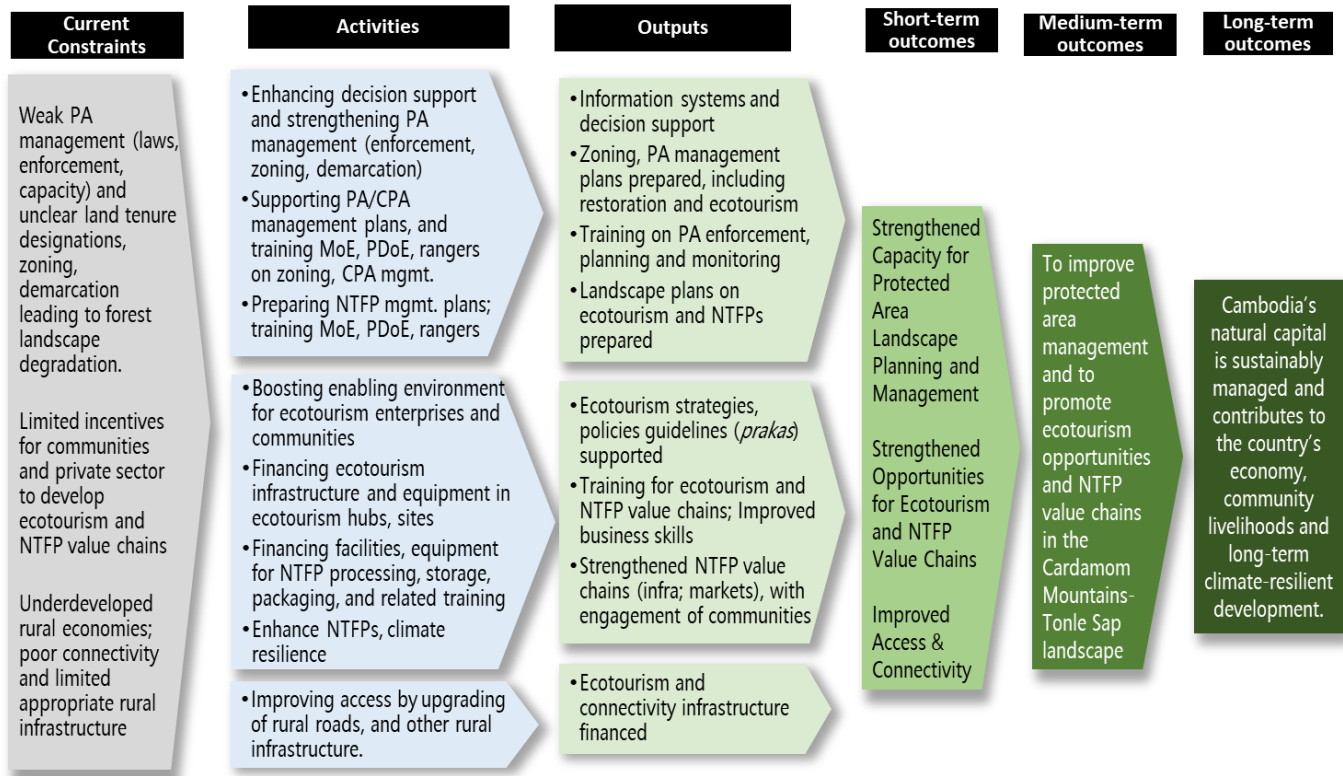 Current
Constraints
Activities
Outputs
Short-term
outcomes
Medium-term
outcomes
Long-term
outcomes
Weak PA
management (laws,
enforcement,
capacity) and
unclear land tenure
designations,
zoning,
demarcation
leading to forest
landscape
degradation.
Limited incentives
for communities
and private sector
to develop
ecotourism and
NTFP value chains
Underdeveloped
rural economies;
poor connectivity
and limited
appropriate rural
infrastructure
•Enhancing decision support
and strengthening PA
management (enforcement,
zoning, demarcation)
•Supporting PA/CPA
management plans, and
training MoE, PDoE, rangers
on zoning, CPA mgmt.
•Preparing NTFP mgmt. plans;
training MoE, PDoE, rangers
•Boosting enabling environment
for ecotourism enterprises and
communities
•Financing ecotourism
infrastructure and equipment in
ecotourism hubs, sites
•Financing facilities, equipment
for NTFP processing, storage,
packaging, and related training
•Enhance NTFPs, climate
resilience
•Improving access by upgrading
of rural roads, and other rural
infrastructure.
•Information systems and
decision support
•Zoning, PA management
plans prepared, including
restoration and ecotourism
•Training on PA enforcement,
planning and monitoring
•Landscape plans on
ecotourism and NTFPs
prepared
•Ecotourism strategies,
policies guidelines (prakas)
supported
•Training for ecotourism and
NTFP value chains; Improved
business skills
•Strengthened NTFP value
chains (infra; markets), with
engagement of communities
•Ecotourism and
connectivity infrastructure
financed
Strengthened
Capacity for
Protected
Area
Landscape
Planning and
Management
Strengthened
Opportunities
for Ecotourism
and NTFP
Value Chains
Improved
Access &
Connectivity
To improve
protected
area
management
and to
promote
ecotourism
opportunities
and NTFP
value chains
in the
Cardamom
Mountains-
Tonle Sap
landscape
Cambodia's
natural capital
is sustainably
managed and
contributes to
the country's
economy,
community
livelihoods and
long-term
climate-resilient
development.